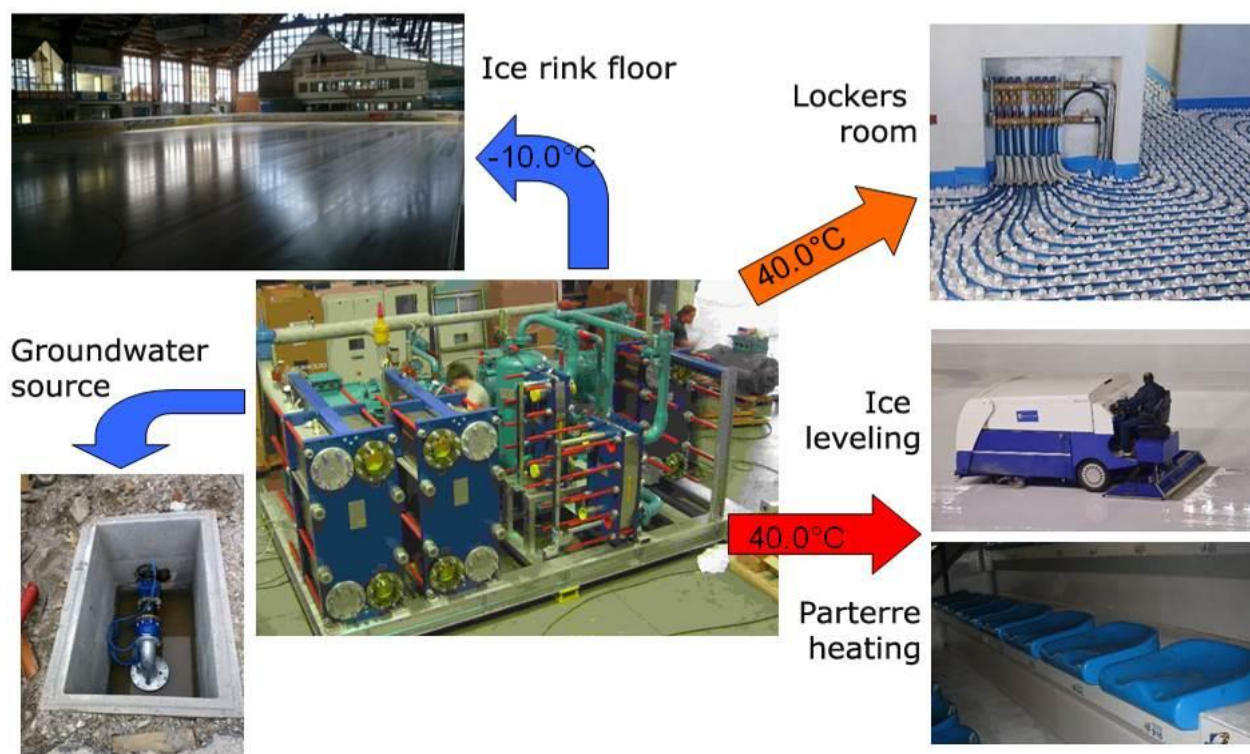 Ice rink floor
-10.0°C
Lockers
room
40.0°C
Groundwater
source
Ice
leveling
40.0°C
Parterre
heating